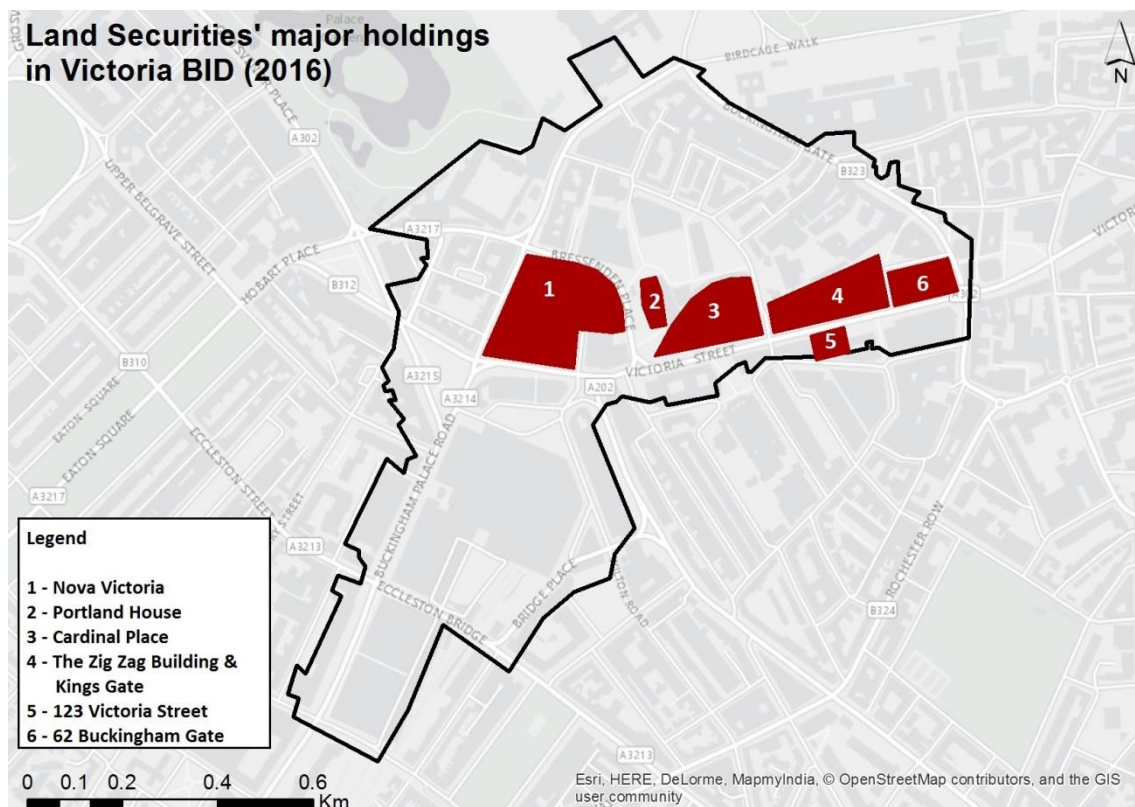 Land Securities' major holdings
in Victoria BID (2016)
Palace
BIRDCAGE WALK
N
A302
BUCKINGHAM GATE
B323
UPPER BELGRAVE STREET
VICTORIA
HOBART PLACE
A3217
BRESSENDEN PLACE
B312
1
2
3
4
5
6
A302
VICTORIA STREET
B310
A3215
A3214
A202
EATON SQUARE
EATON SQUARE
ECCLESTON STREET
BUCKINGHAM PALACE ROAD
A3217
ROCHESTER ROW
A3213
ECCLESTON BRIDGE
BRIDGE PLACE
B324
A3213
Legend
1 - Nova Victoria
2 - Portland House
3 - Cardinal Place
4 - The Zig Zag Building &
Kings Gate
5 - 123 Victoria Street
6 - 62 Buckingham Gate
0 0.1 0.2 0.4 0.6
Km
Esri, HERE, DeLorme, MapmyIndia, © OpenStreetMap contributors, and the GIS
user community